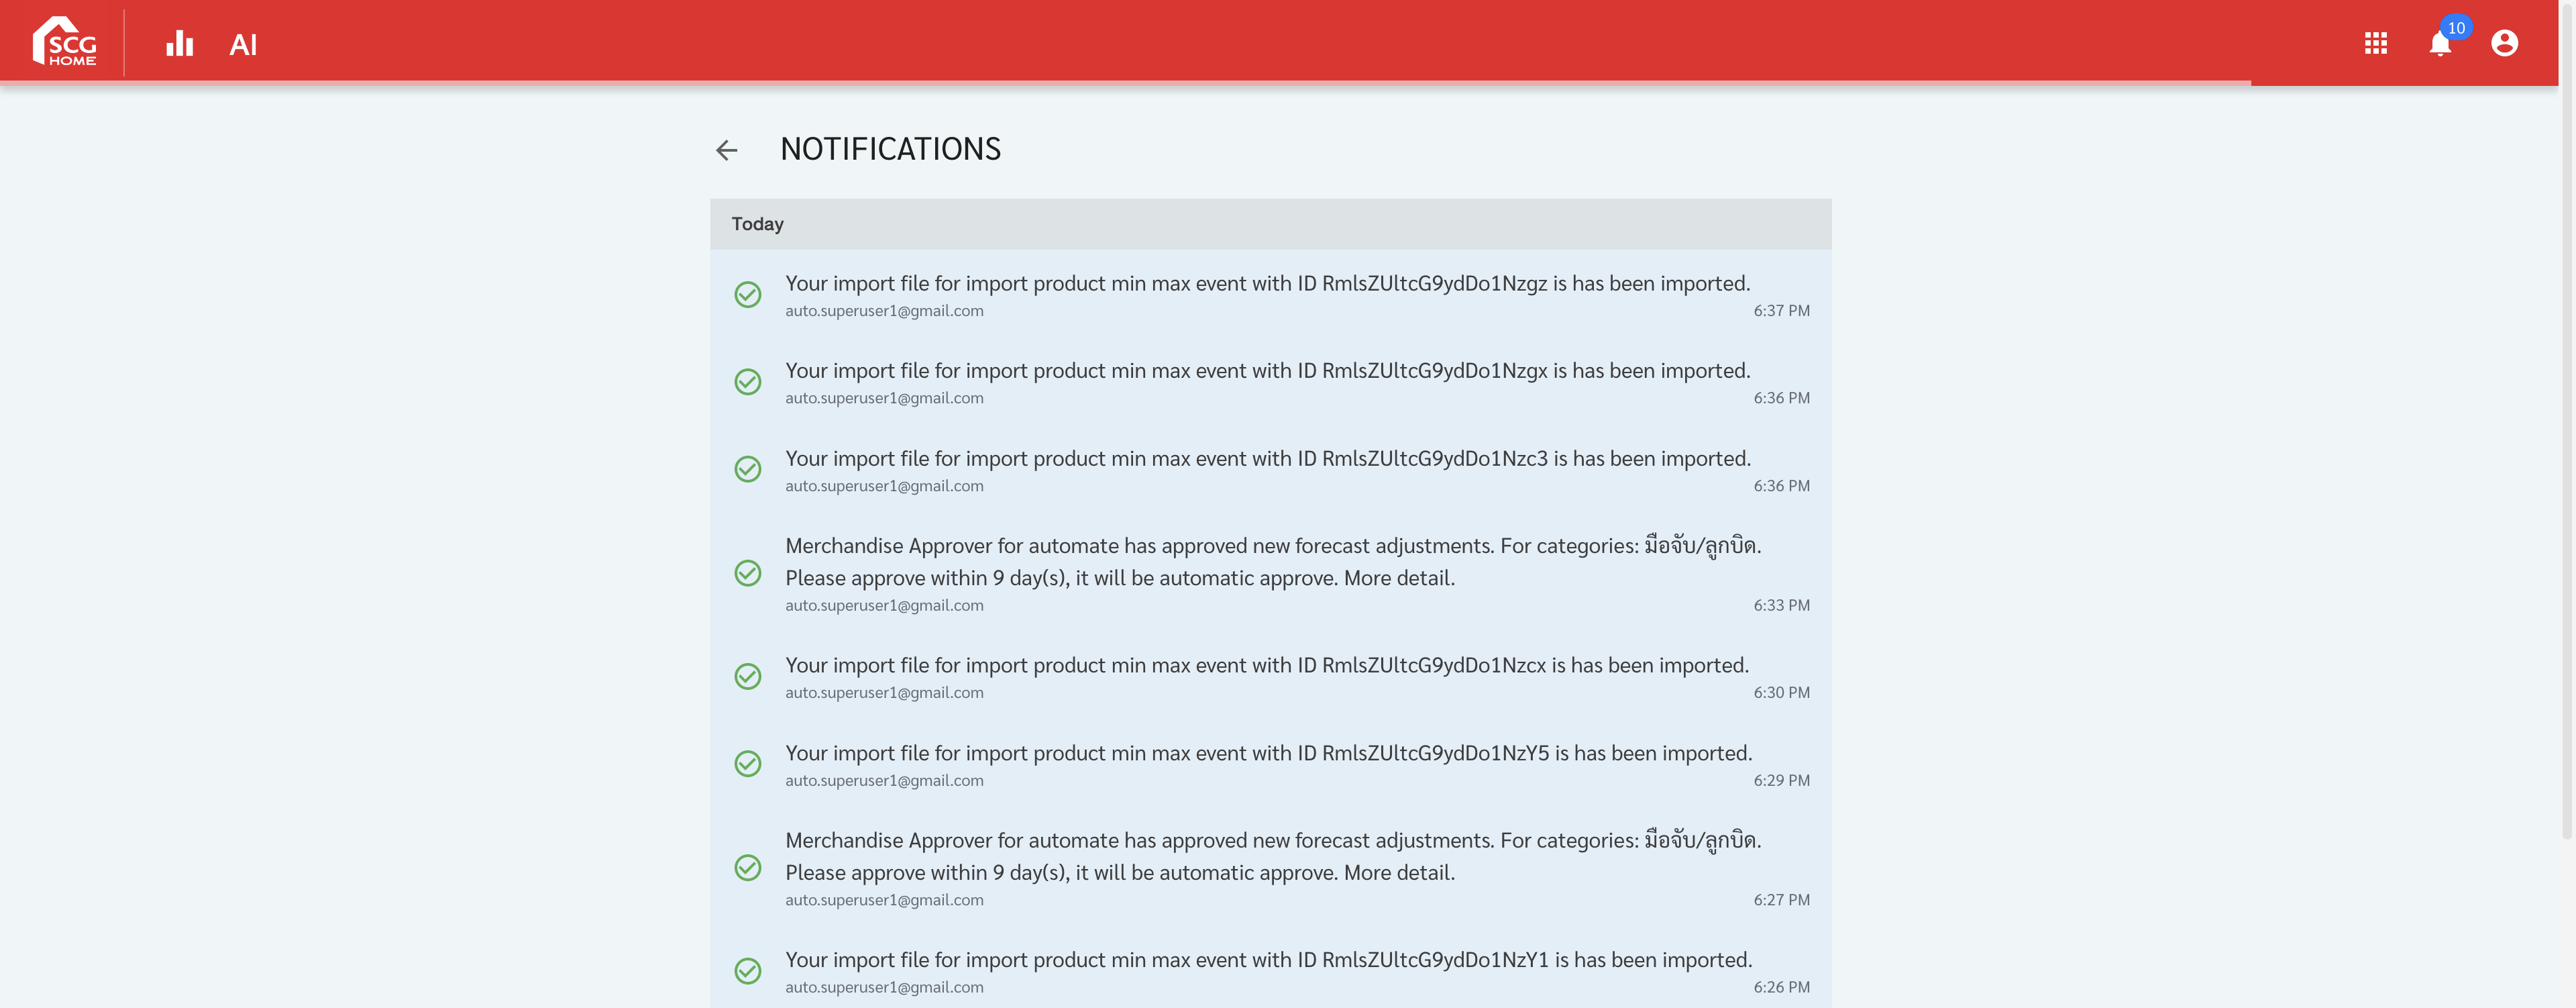 SCG
HOME
AI
10
NOTIFICATIONS
Today
Your import file for import product min max event with ID RmlsZUltcG9ydDo1Nzgz is has been imported.
auto.superuser1@gmail.com
6:37 PM
Your import file for import product min max event with ID RmlsZUltcG9ydDo1Nzgx is has been imported.
auto.superuser1@gmail.com
6:36 PM
Your import file for import product min max event with ID RmlsZUltcG9ydDo1Nzc3 is has been imported.
auto.superuser1@gmail.com
6:36 PM
Merchandise Approver for automate has approved new forecast adjustments. For categories: มือจับ/ลูกบิด.
Please approve within 9 day(s), it will be automatic approve. More detail.
auto.superuser1@gmail.com
6:33 PM
Your import file for import product min max event with ID RmlsZUltcG9ydDo1Nzcx is has been imported.
auto.superuser1@gmail.com
6:30 PM
Your import file for import product min max event with ID RmlsZUltcG9ydDo1NzY5 is has been imported.
auto.superuser1@gmail.com
6:29 PM
Merchandise Approver for automate has approved new forecast adjustments. For categories: มือจับ/ลูกบิด.
Please approve within 9 day(s), it will be automatic approve. More detail.
auto.superuser1@gmail.com
6:27 PM
Your import file for import product min max event with ID RmlsZUltcG9ydDo1NzY1 is has been imported.
auto.superuser1@gmail.com
6:26 PM